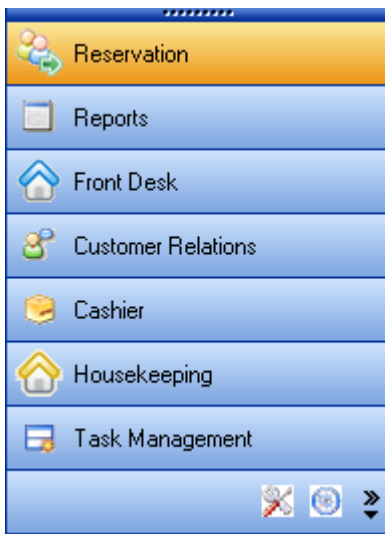 Reservation
Reports
Front Desk
Customer Relations
Cashier
Housekeeping
Task Management